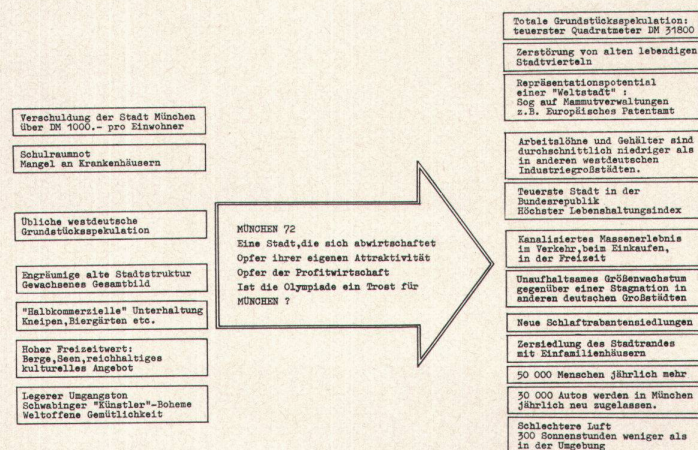 Verschuldung der Stadt München
über DM 1000.- pro Einwohner
Schulraumnot
Mangel an Krankenhäusern
Übliche westdeutsche
Grundstücksspekulation
Engräumige alte Stadtstruktur
Gewachsenes Gesamtbild
"Halbkommerzielle" Unterhaltung
Kneipen,Biergärten etc.
Hoher Freizeitwert:
Berge,Seen,reichhaltiges
kulturelles Angebot
Legerer Umgangston
Schwabinger "Künstler"-Boheme
Weltoffene Gemütlichkeit
MÜNCHEN 72
Eine Stadt,die sich abwirtschaftet
Opfer ihrer eigenen Attraktivität
Opfer der Profitwirtschaft
Ist die Olympiade ein Trost für
MÜNCHEN ?
Totale Grundstücksspekulation:
teuerster Quadratmeter DM 31800
Zerstörung von alten lebendigen
Stadtvierteln
Repräsentationspotential
einer "Weltstadt" :
Sog auf Mammutverwaltungen
z.B. Europäisches Patentamt
Arbeitslöhne und Gehälter sind
durchschnittlich niedriger als
in anderen westdeutschen
Industriegroßstädten.
Teuerste Stadt in der
Bundesrepublik
Höchster Lebenshaltungsindex
Kanalisiertes Massenerlebnis
im Verkehr,beim Einkaufen,
in der Freizeit
Unaufhaltsames Größenwachstum
gegenüber einer Stagnation in
anderen deutschen Großstädten
Neue Schlaftrabantensiedlungen
Zersiedlung des Stadtrandes
mit Einfamilienhäusern
50 000 Menschen jährlich mehr
30 000 Autos werden in München
jährlich neu zugelassen.
Schlechtere Luft
300 Sonnenstunden weniger als
in der Umgebung